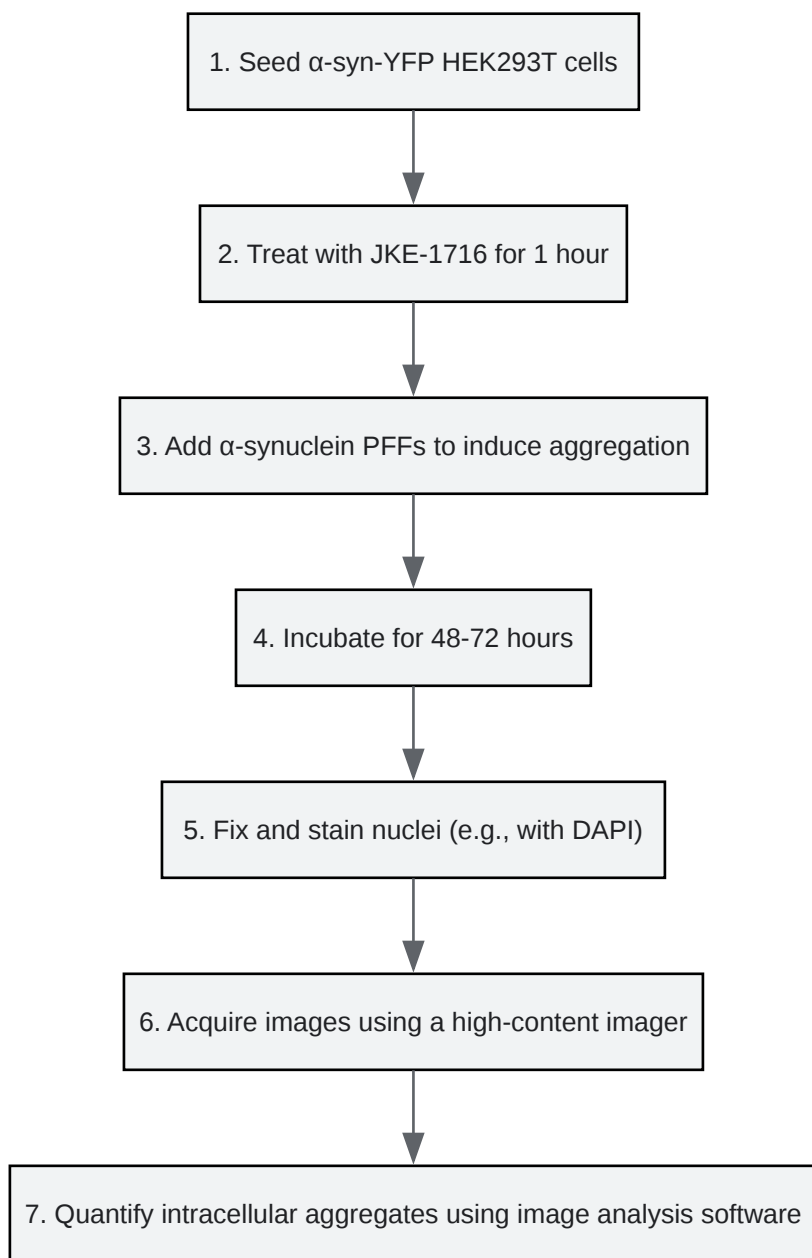 1. Seed α-syn-YFP HEK293T cells
2. Treat with JKE-1716 for 1 hour
3. Add α-synuclein PFFs to induce aggregation
4. Incubate for 48-72 hours
5. Fix and stain nuclei (e.g., with DAPI)
6. Acquire images using a high-content imager
7. Quantify intracellular aggregates using image analysis software